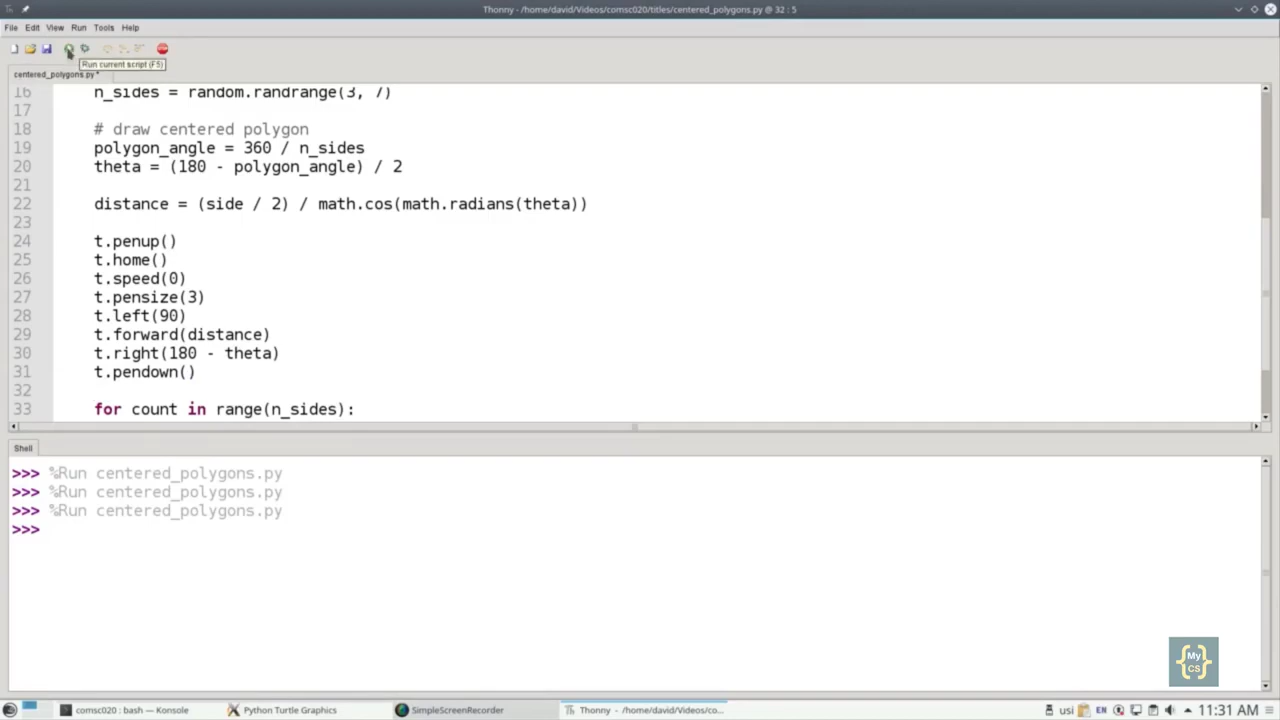 Thonny - /home/david/Videos/comsc020/titles/centered_polygons.py @ 32 : 5
File Edit View Run Tools Help
STOP
Run current script (F5)
centered_polygons.py *
16 n_sides = random.randrange(3, 7)
17
18 # draw centered polygon
19 polygon_angle = 360 / n_sides
20 theta = (180 - polygon_angle) / 2
21
22 distance = (side / 2) / math.cos(math.radians(theta))
23
24 t.penup()
25 t.home()
26 t.speed(0)
27 t.pensize(3)
28 t.left(90)
29 t.forward(distance)
30 t.right(180 - theta)
31 t.pendown()
32
33 for count in range(n_sides):
Shell
>>> %Run centered_polygons.py
>>> %Run centered_polygons.py
>>> %Run centered_polygons.py
>>>
{My CS}
comsc020 : bash — Konsole Python Turtle Graphics SimpleScreenRecorder Thonny - /home/david/Videos/co... usi EN 11:31 AM